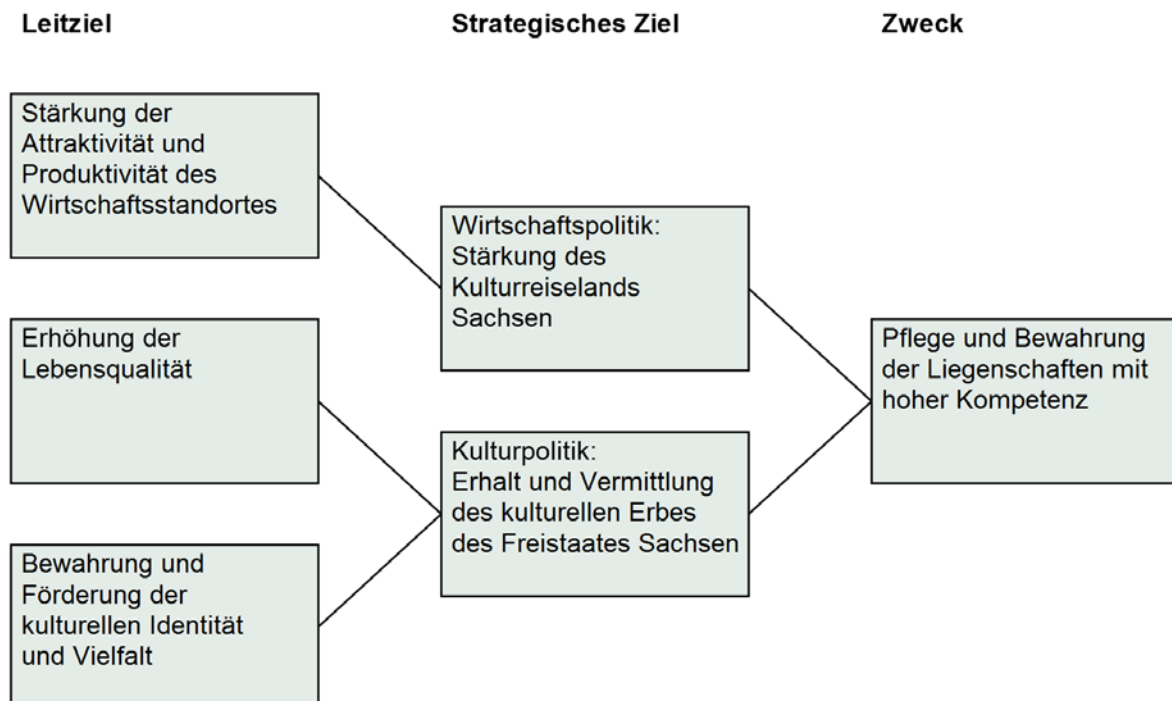 Leitziel
Strategisches Ziel
Zweck
Stärkung der
Attraktivität und
Produktivität des
Wirtschaftsstandortes
Erhöhung der
Lebensqualität
Bewahrung und
Förderung der
kulturellen Identität
und Vielfalt
Wirtschaftspolitik:
Stärkung des
Kulturreiselands
Sachsen
Kulturpolitik:
Erhalt und Vermittlung
des kulturellen Erbes
des Freistaates Sachsen
Pflege und Bewahrung
der Liegenschaften mit
hoher Kompetenz